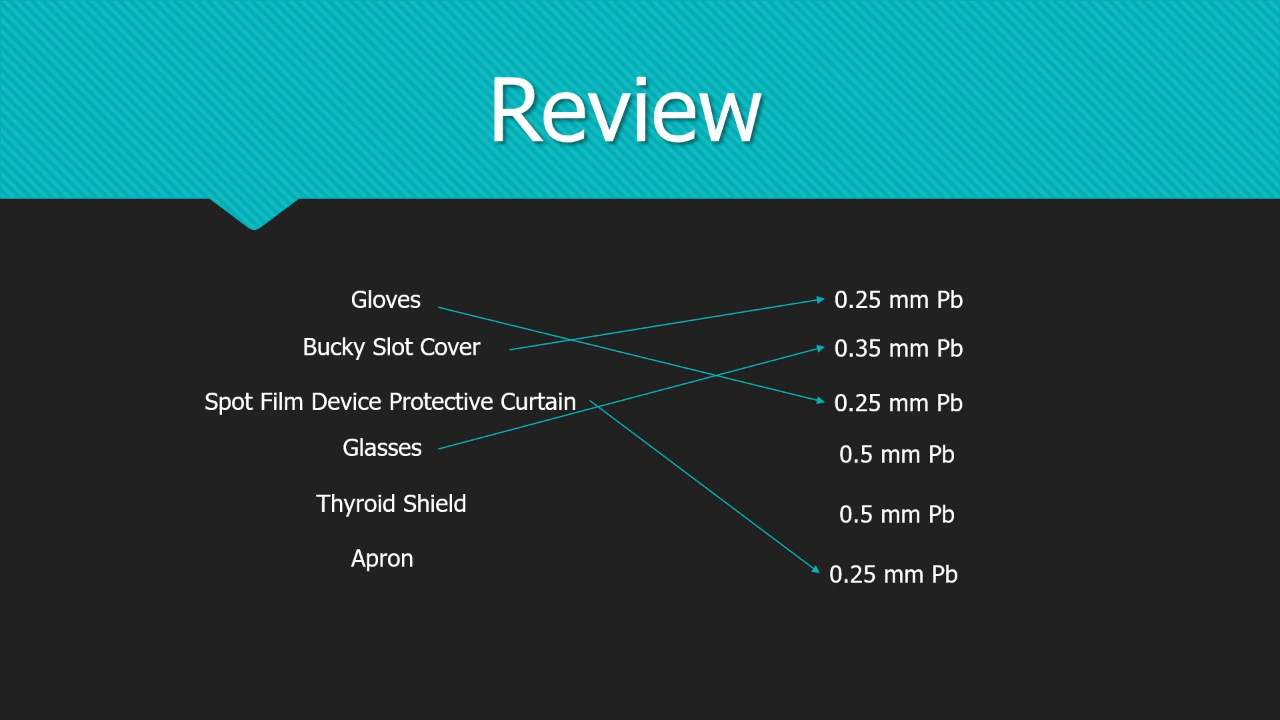 Review
Gloves
0.25 mm Pb
Bucky Slot Cover
0.35 mm Pb
Spot Film Device Protective Curtain
0.25 mm Pb
Glasses
0.5 mm Pb
Thyroid Shield
0.5 mm Pb
Apron
0.25 mm Pb